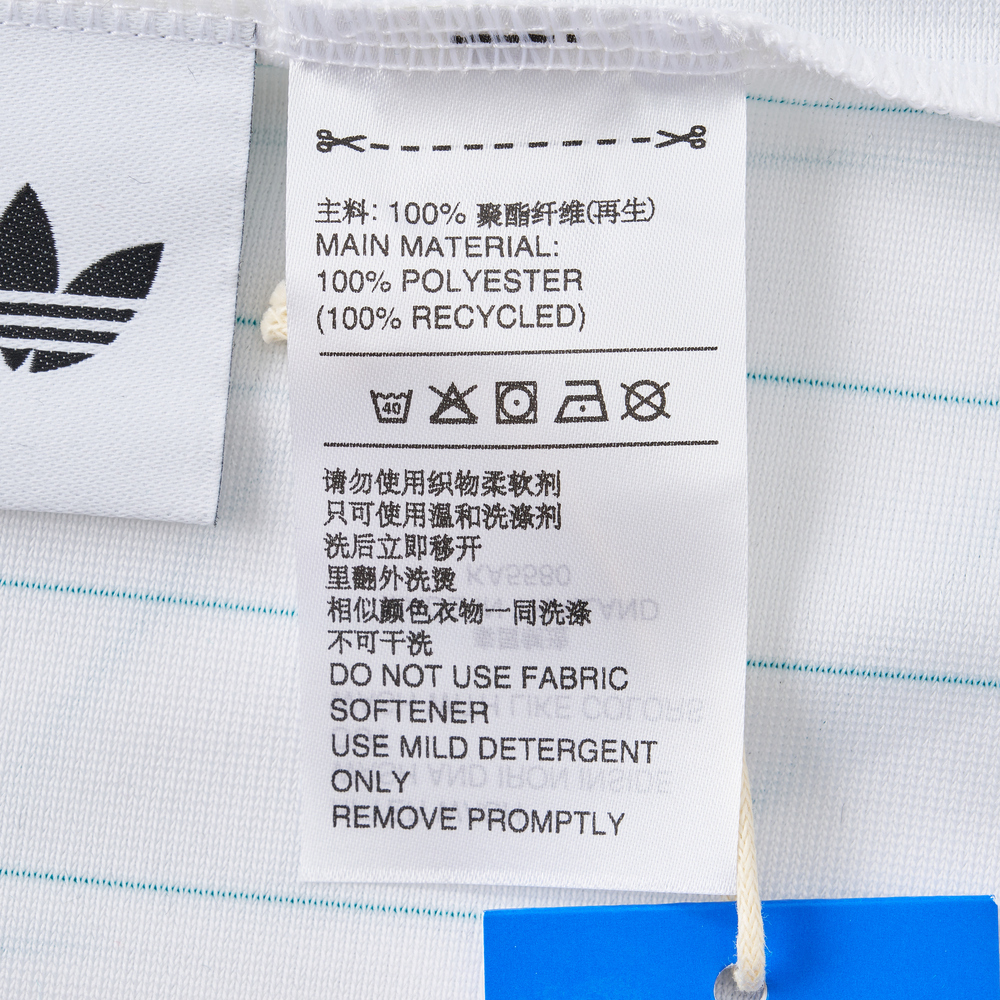 主料: 100% 聚酯纤维(再生)
MAIN MATERIAL:
100% POLYESTER
(100% RECYCLED)
40
请勿使用织物柔软剂
只可使用温和洗涤剂
洗后立即移开
里翻外洗烫
相似颜色衣物一同洗涤
不可干洗
DO NOT USE FABRIC
SOFTENER
USE MILD DETERGENT
ONLY
REMOVE PROMPTLY